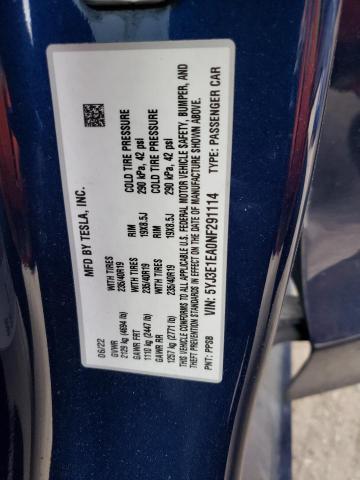 MFD BY TESLA, INC.
06/22
GVWR
2129 kg (4694 lb)
GAWR FRT WITH TIRES RIM COLD TIRE PRESSURE
1110 kg (2447 lb) 235/40R19 19X8.5J 290 kPa, 42 psi
GAWR RR WITH TIRES RIM COLD TIRE PRESSURE
1257 kg (2771 lb) 235/40R19 19X8.5J 290 kPa, 42 psi
THIS VEHICLE CONFORMS TO ALL APPLICABLE U.S. FEDERAL MOTOR VEHICLE SAFETY, BUMPER, AND
THEFT PREVENTION STANDARDS IN EFFECT ON THE DATE OF MANUFACTURE SHOWN ABOVE.
VIN: 5YJ3E1EA0NF291114 TYPE: PASSENGER CAR
PNT: PPSB